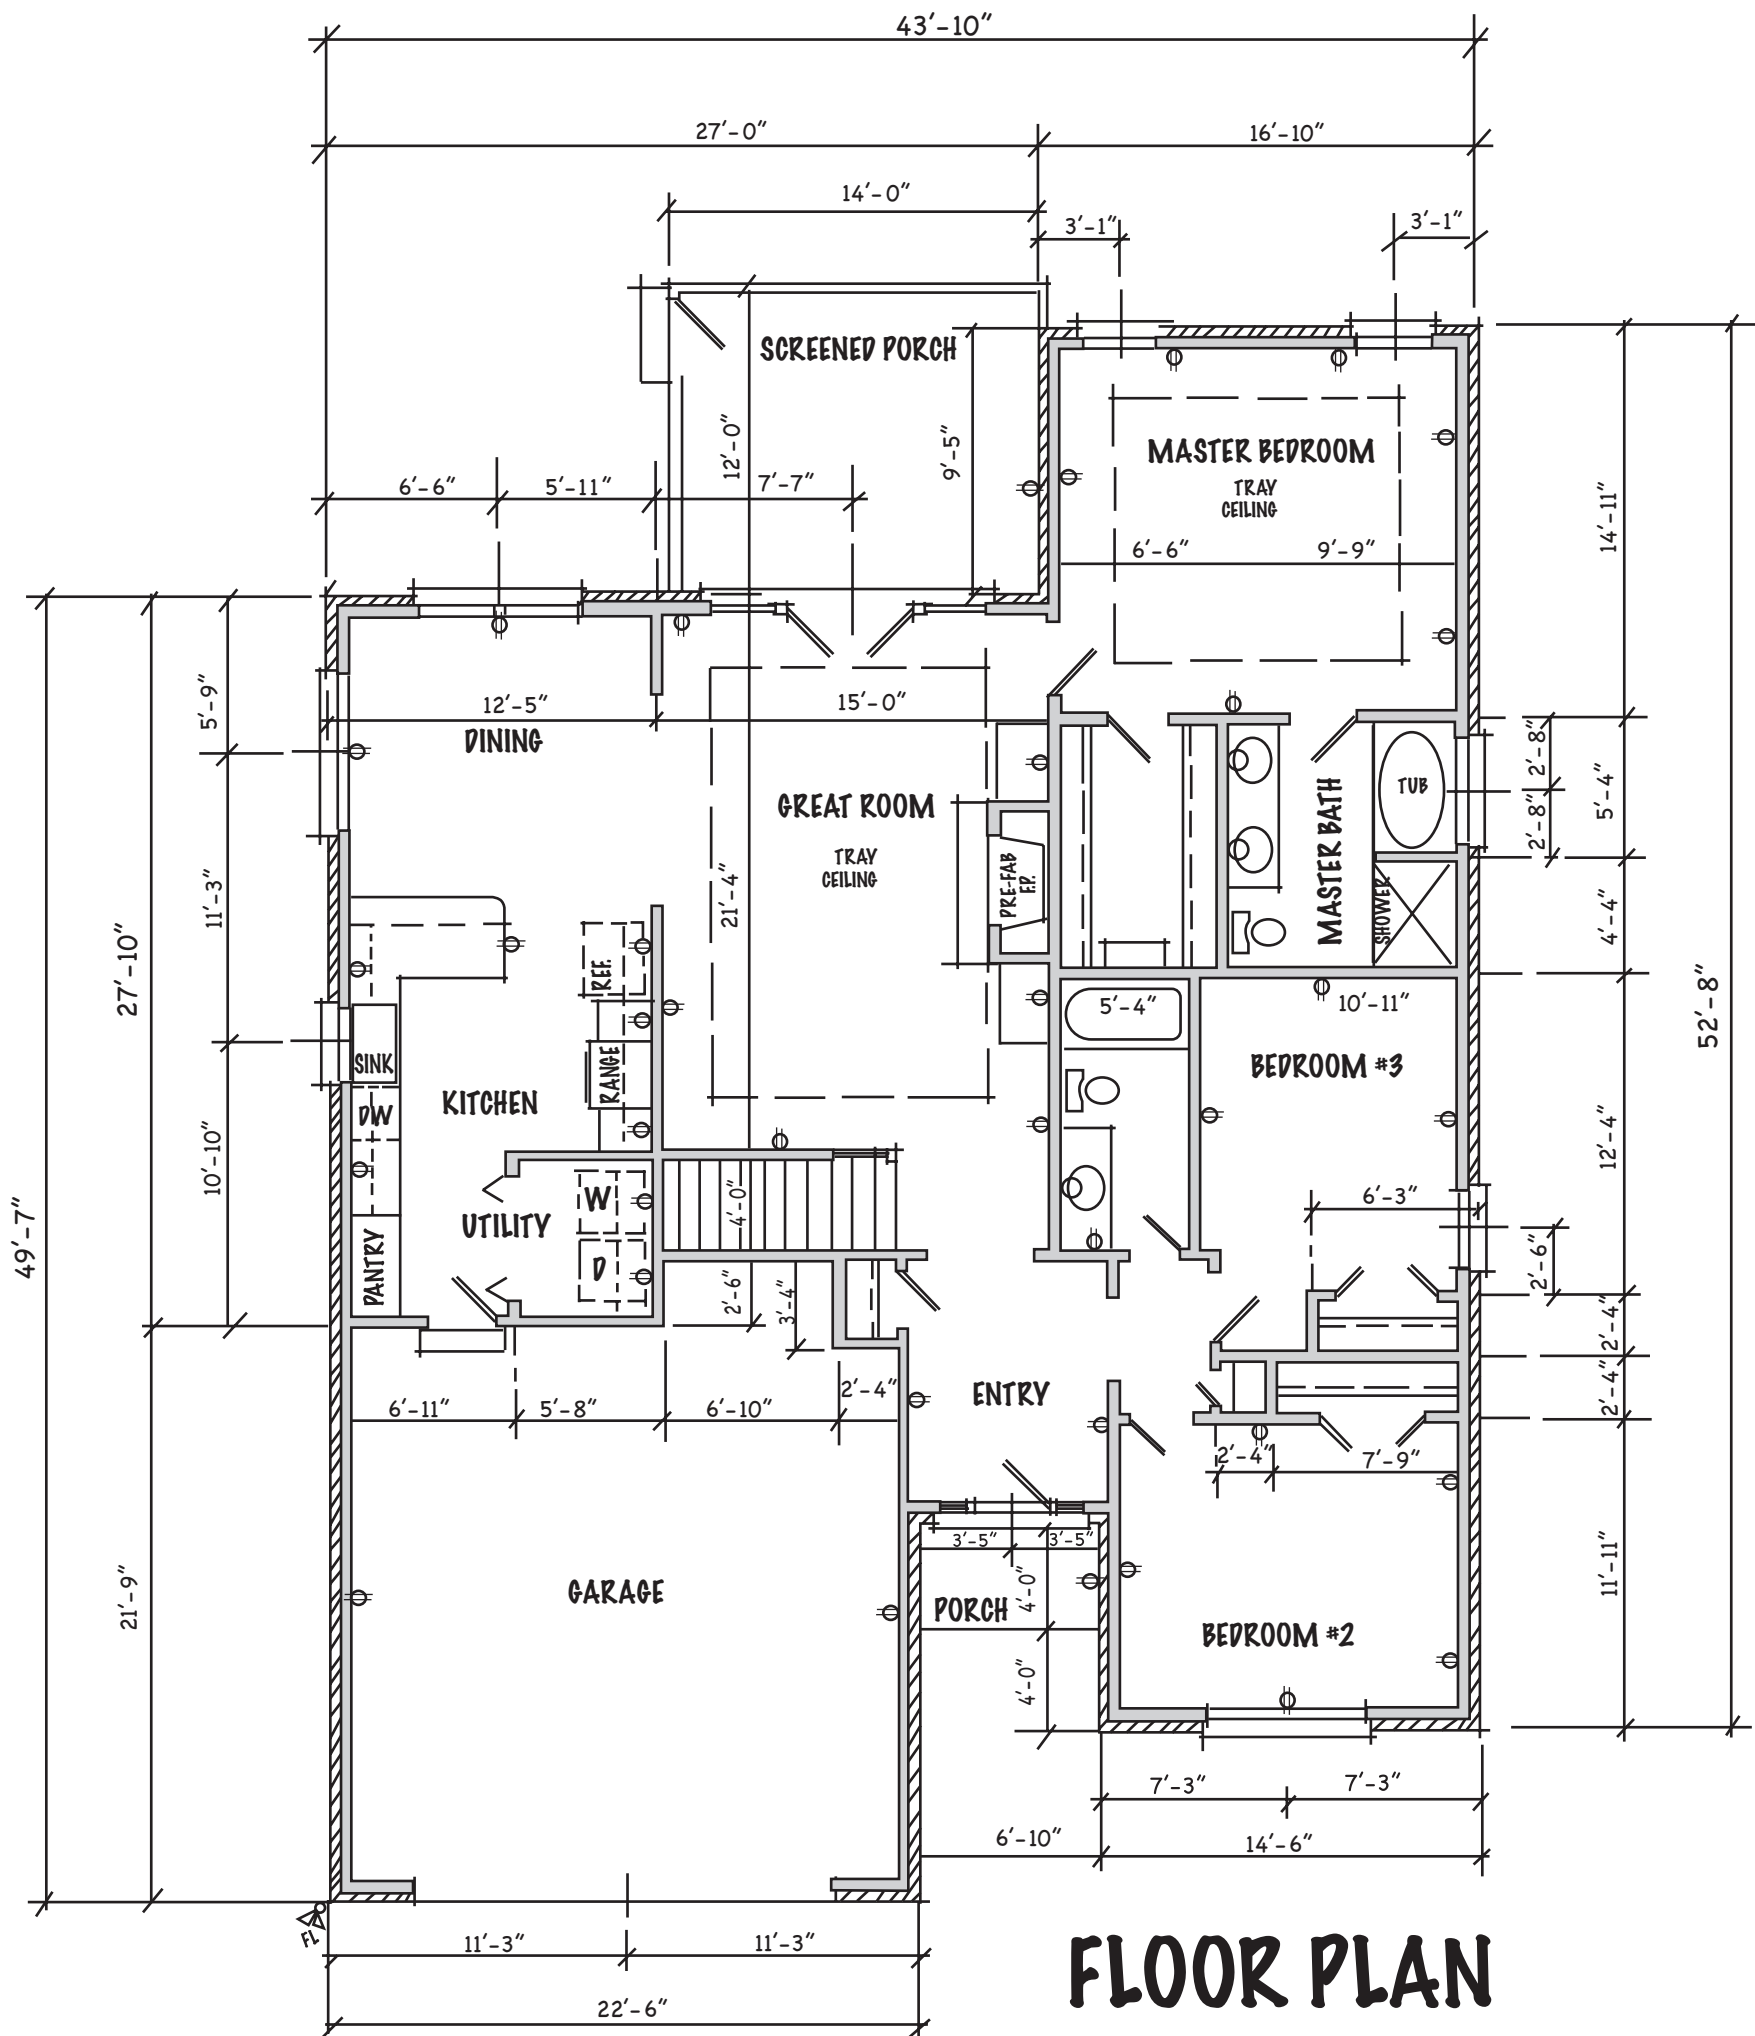 43'-10"
27'-0"
16'-10"
14'-0"
3'-1"
3'-1"
SCREENED PORCH
12'-0"
9'-5"
MASTER BEDROOM
TRAY
CEILING
6'-6"
5'-11"
7'-7"
14'-11"
6'-6"
9'-9"
5'-9"
12'-5"
15'-0"
DINING
2'-8"
2'-8"
5'-4"
TUB
GREAT ROOM
TRAY
CEILING
MASTER BATH
PRE-FAB
F.P.
SHOWER
4'-4"
11'-3"
21'-4"
27'-10"
REF.
5'-4"
10'-11"
52'-8"
SINK
RANGE
BEDROOM #3
KITCHEN
DW
10'-10"
12'-4"
W
4'-0"
6'-3"
49'-7"
UTILITY
PANTRY
D
2'-6"
3'-4"
2'-6"
2'-4"
2'-4"
6'-11"
5'-8"
6'-10"
2'-4"
ENTRY
2'-4"
7'-9"
3'-5"
3'-5"
21'-9"
GARAGE
PORCH
4'-0"
11'-11"
BEDROOM #2
4'-0"
7'-3"
7'-3"
6'-10"
14'-6"
FL
11'-3"
11'-3"
22'-6"
FLOOR PLAN